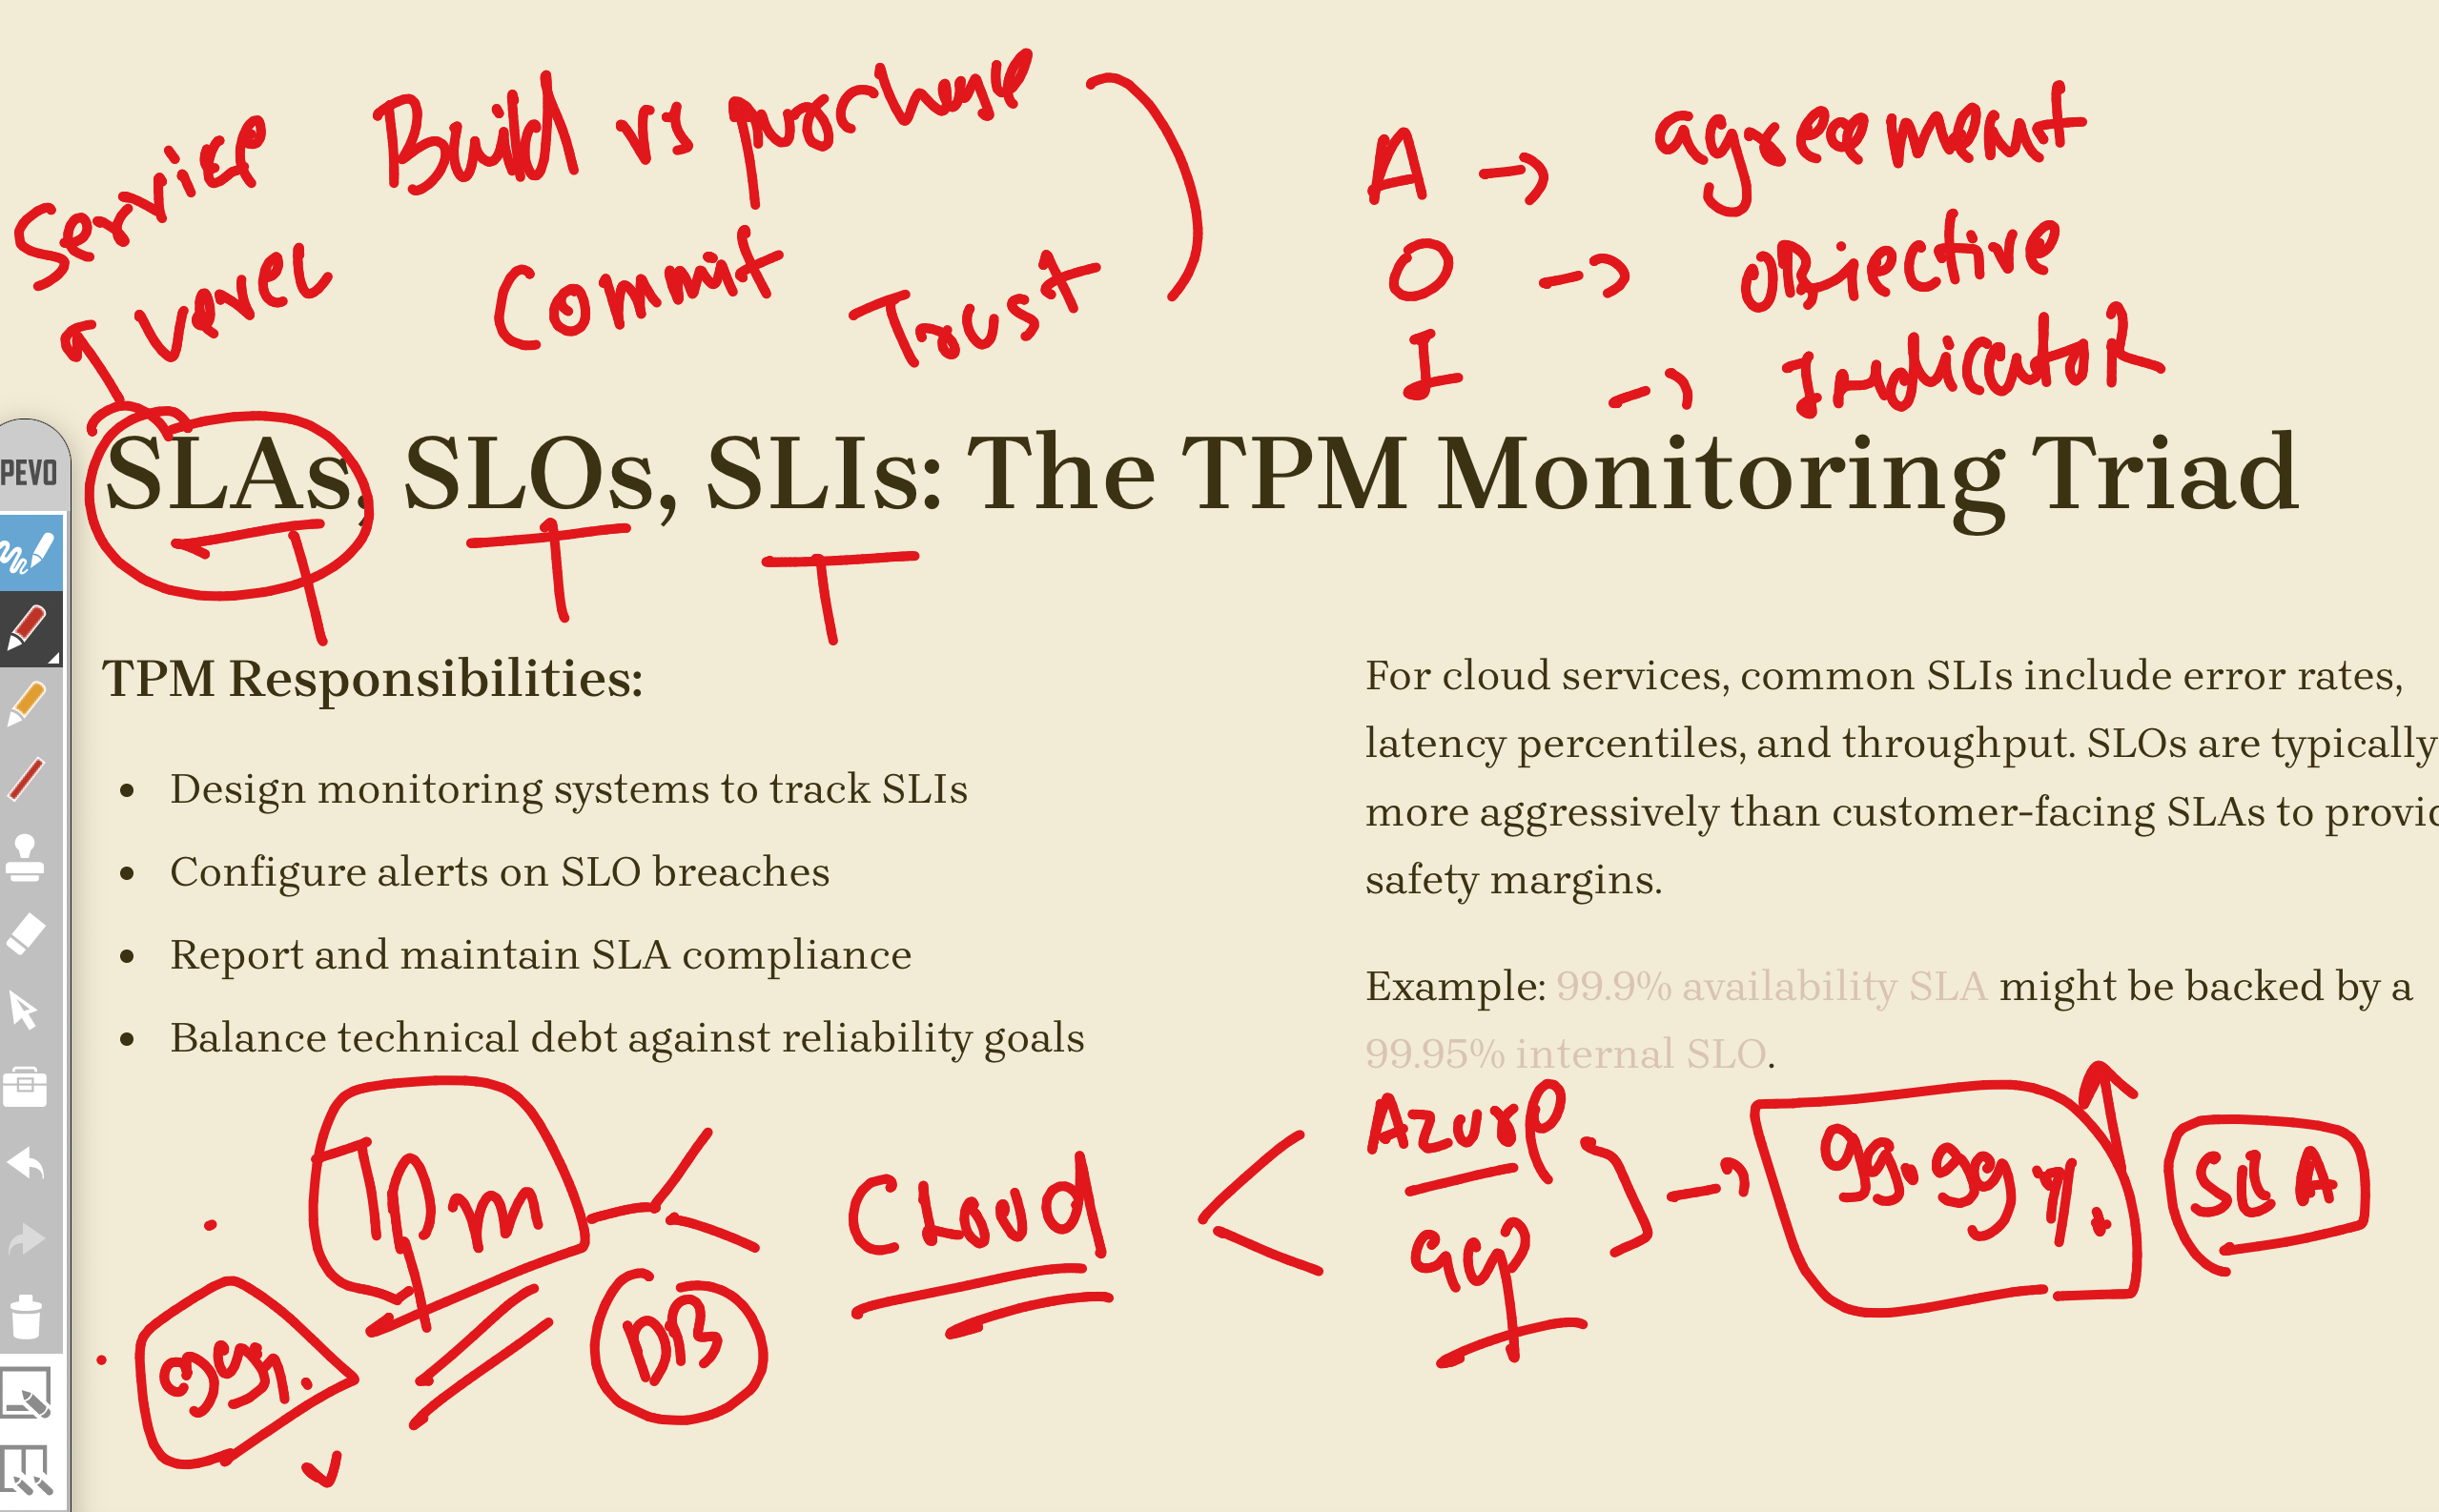 Service Level
Build vs purchase
Commit Trust
A → agreement
O → objective
I → Indicator
PEVO
SLAs, SLOs, SLIs: The TPM Monitoring Triad
TPM Responsibilities:
• Design monitoring systems to track SLIs
• Configure alerts on SLO breaches
• Report and maintain SLA compliance
• Balance technical debt against reliability goals
For cloud services, common SLIs include error rates,
latency percentiles, and throughput. SLOs are typically
more aggressively than customer-facing SLAs to provid
safety margins.
Example: 99.9% availability SLA might be backed by a
99.95% internal SLO.
TPM
Cloud
Azure
GCP
99.99%
SLA
DB
99%